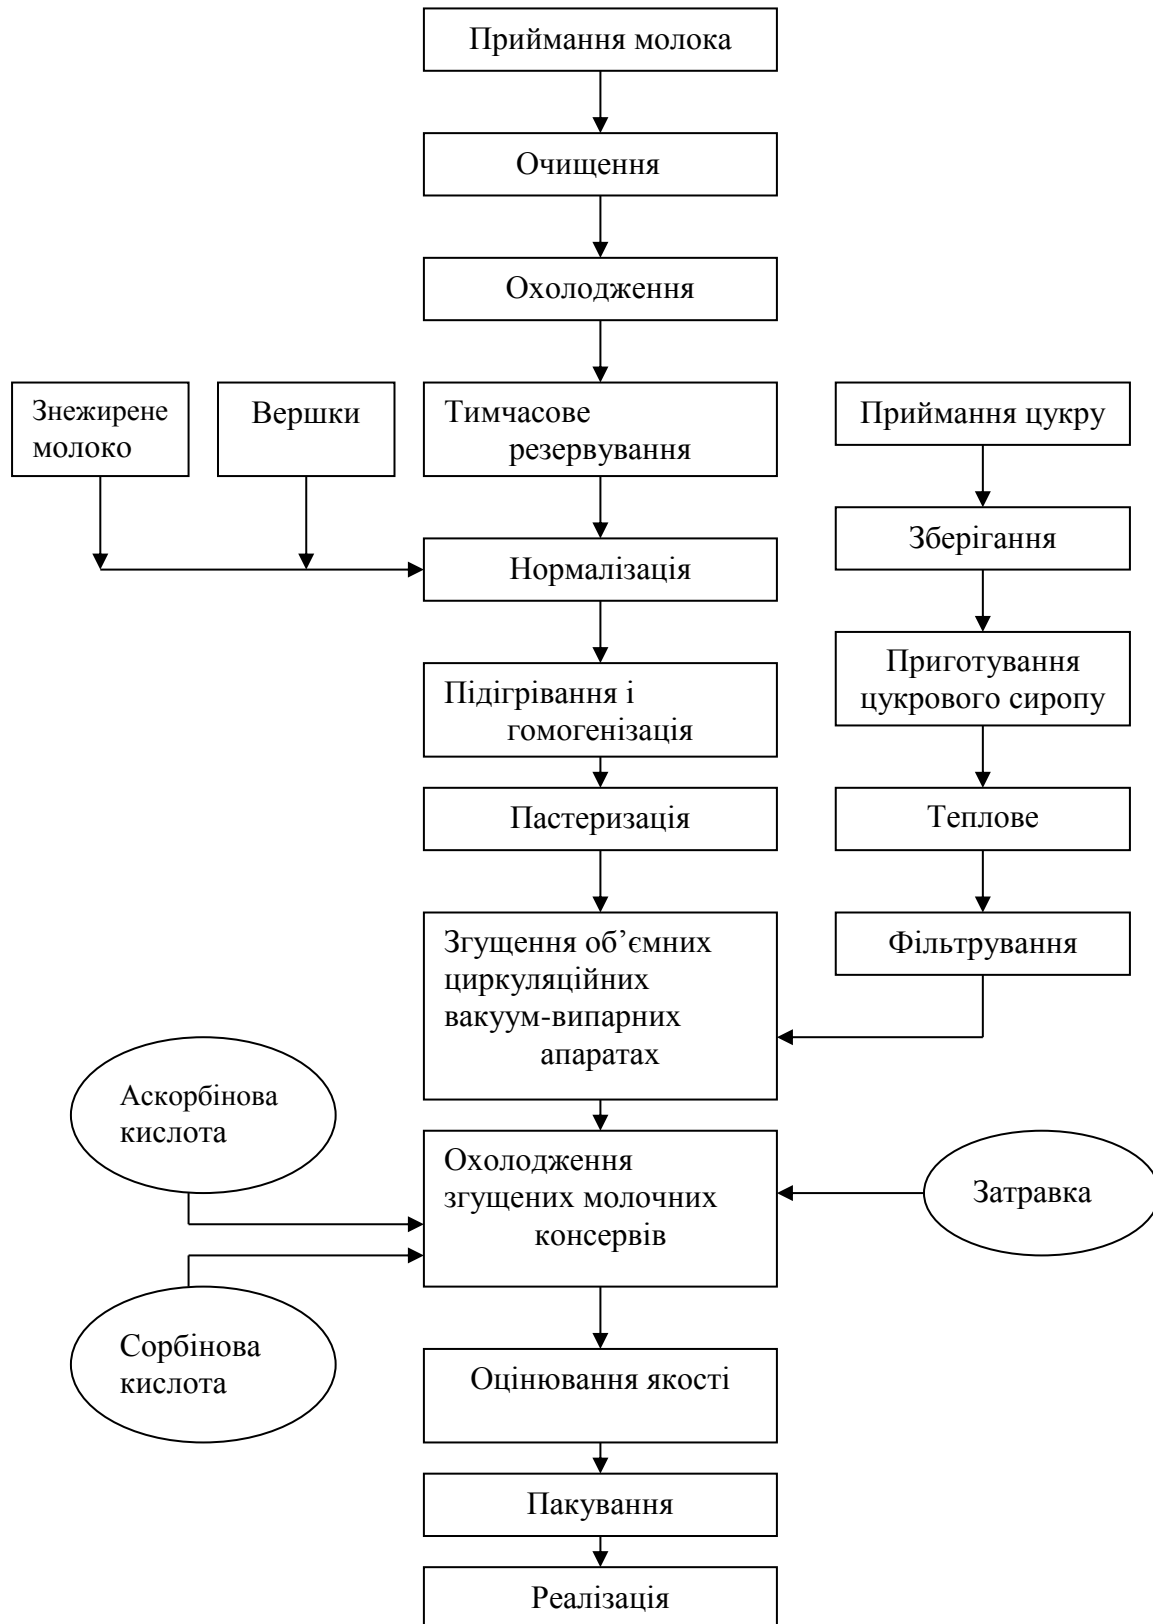 Приймання молока
Очищення
Охолодження
Знежирене
молоко
Вершки
Тимчасове
резервування
Приймання цукру
Зберігання
Нормалізація
Приготування
цукрового сиропу
Підігрівання і
гомогенізація
Пастеризація
Теплове
Згущення об’ємних
циркуляційних
вакуум-випарних
апаратах
Фільтрування
Аскорбінова
кислота
Охолодження
згущених молочних
консервів
Затравка
Сорбінова
кислота
Оцінювання якості
Пакування
Реалізація